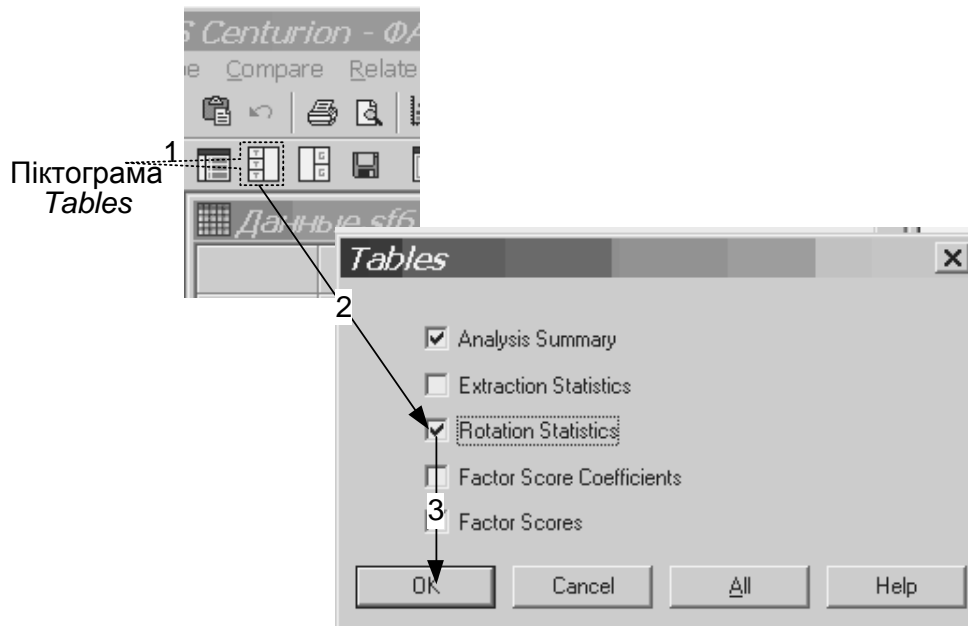 S Centurion - ФА
be Compare Relate
1
Піктограма
Tables
Данные sf6
Tables
2
Analysis Summary
Extraction Statistics
Rotation Statistics
Factor Score Coefficients
3
Factor Scores
OK Cancel All Help